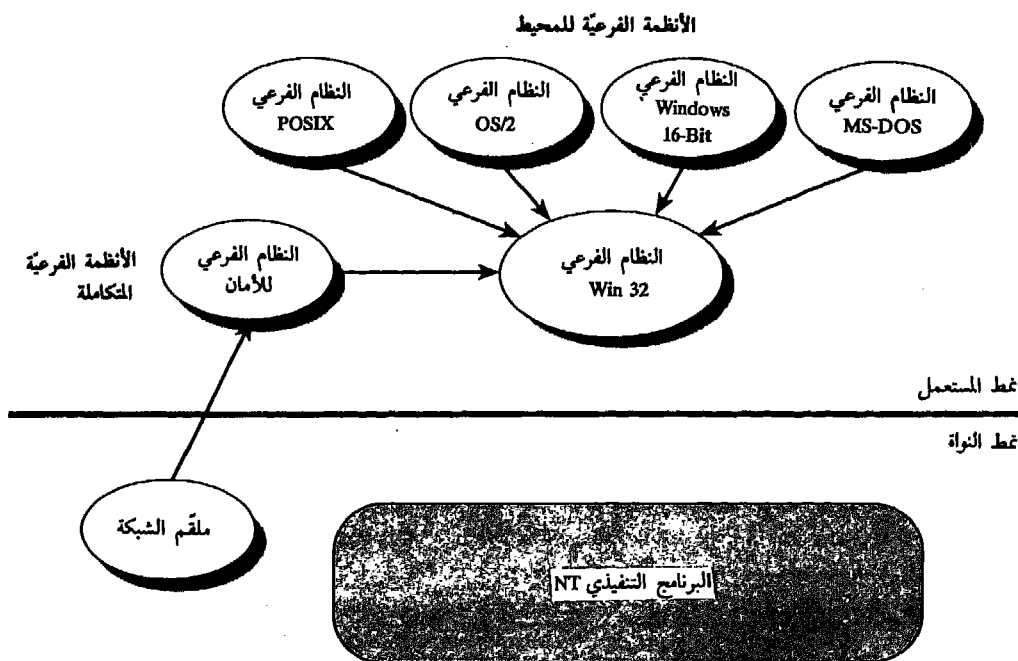 الأنظمة الفرعيّة للمحيط
النظام الفرعي
MS-DOS
النظام الفرعي
Windows
16-Bit
النظام الفرعي
OS/2
النظام الفرعي
POSIX
النظام الفرعي
Win 32
النظام الفرعي
للأمان
الأنظمة الفرعيّة
المتكاملة
نمط المستعمل
نمط النواة
ملقّم الشبكة
البرنامج التنفيذي NT